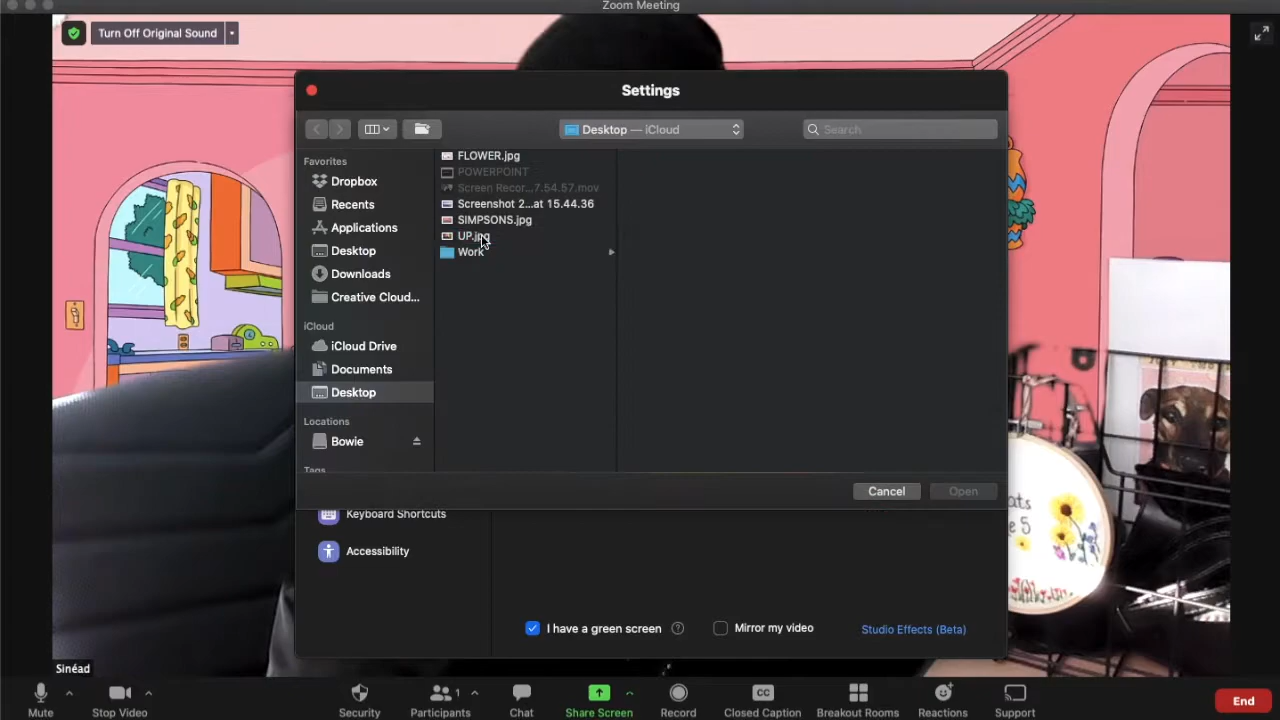 Zoom Meeting
Turn Off Original Sound
Settings
Desktop — iCloud
Search
Favorites
Dropbox
Recents
Applications
Desktop
Downloads
Creative Cloud...
iCloud
iCloud Drive
Documents
Desktop
Locations
Bowie
Tags
FLOWER.jpg
POWERPOINT
Screen Recor...7.54.57.mov
Screenshot 2...at 15.44.36
SIMPSONS.jpg
UP.jpg
Work
Cancel
Open
Keyboard Shortcuts
Accessibility
I have a green screen
?
Mirror my video
Studio Effects (Beta)
ats
e 5
Sinéad
Mute
Stop Video
Security
1
Participants
Chat
Share Screen
Record
CC
Closed Caption
Breakout Rooms
Reactions
Support
End